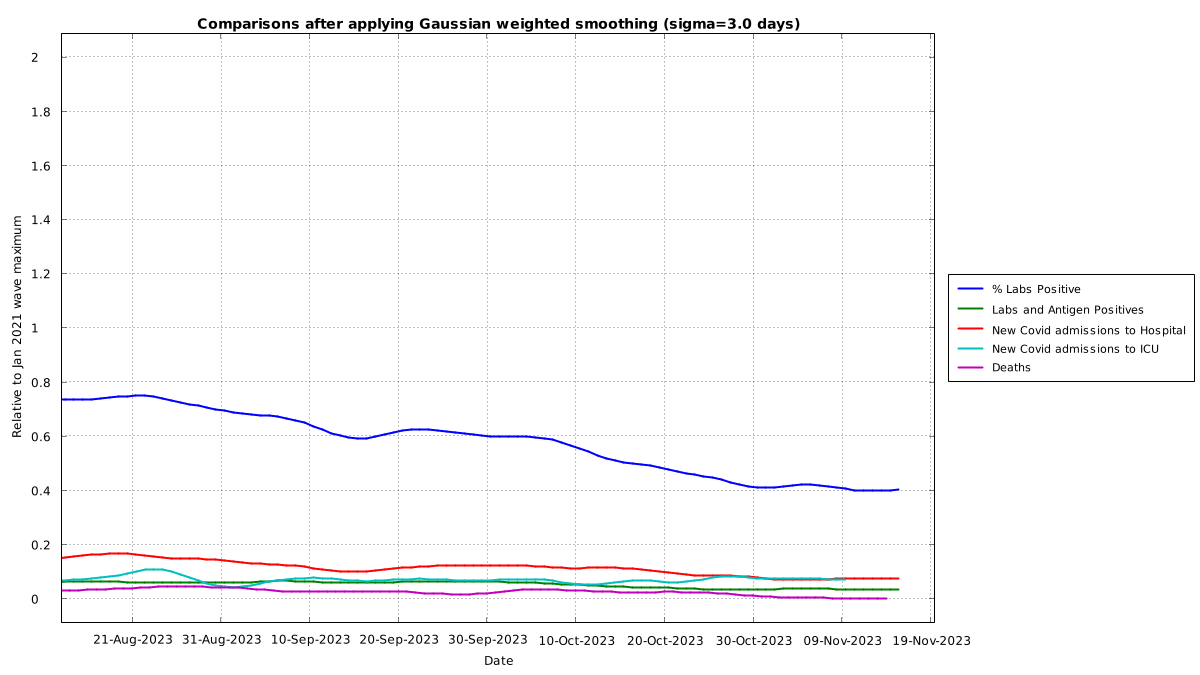 Comparisons after applying Gaussian weighted smoothing (sigma=3.0 days)
Relative to Jan 2021 wave maximum
2
1.8
1.6
1.4
1.2
1
0.8
0.6
0.4
0.2
0
21-Aug-2023 31-Aug-2023 10-Sep-2023 20-Sep-2023 30-Sep-2023 10-Oct-2023 20-Oct-2023 30-Oct-2023 09-Nov-2023 19-Nov-2023
Date
% Labs Positive
Labs and Antigen Positives
New Covid admissions to Hospital
New Covid admissions to ICU
Deaths